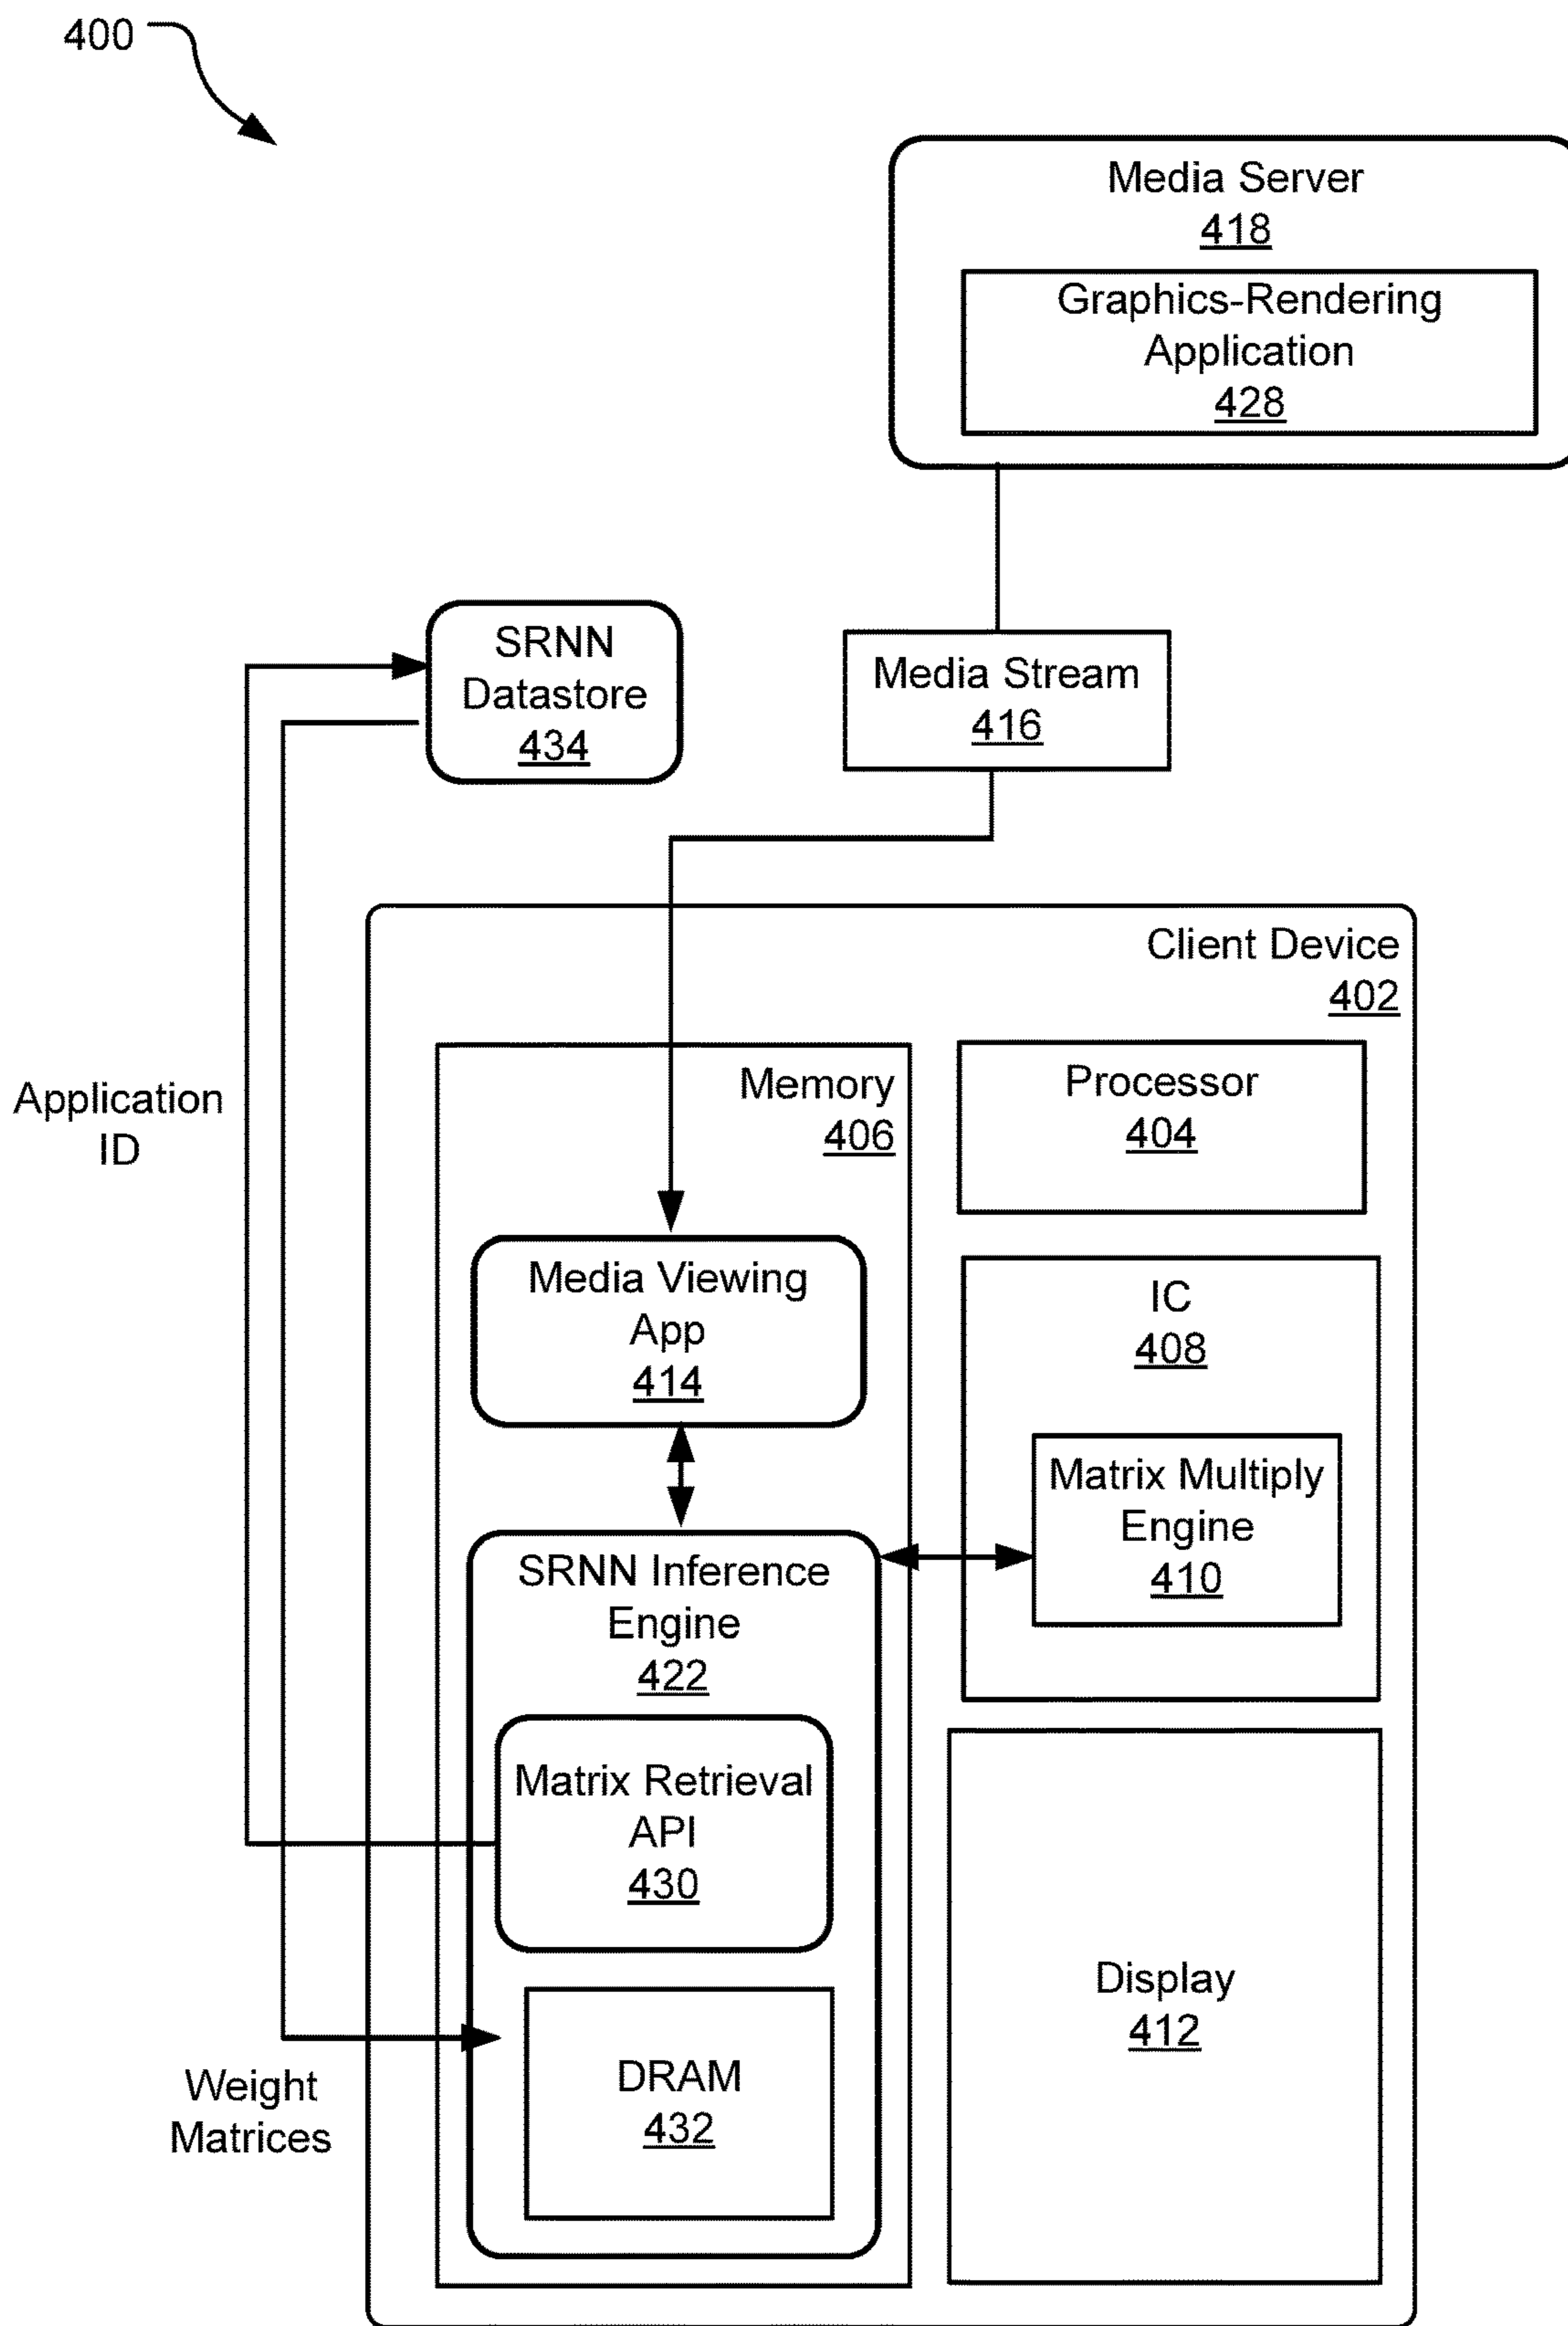 400
Media Server
418
Graphics-Rendering
Application
428
SRNN
Datastore
434
Media Stream
416
Client Device
402
Application
ID
Memory
406
Processor
404
Media Viewing
App
414
IC
408
Matrix Multiply
Engine
410
SRNN Inference
Engine
422
Matrix Retrieval
API
430
Display
412
DRAM
432
Weight
Matrices